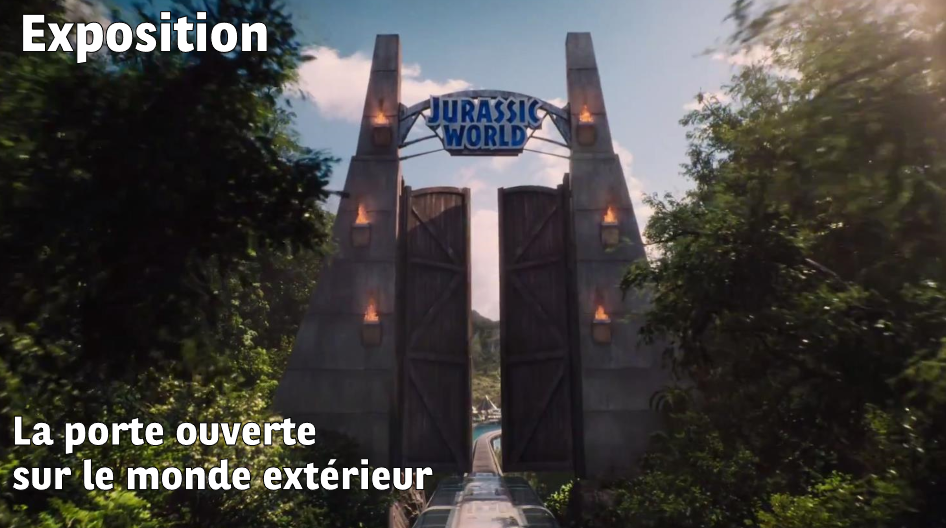 Exposition
JURASSIC
WORLD
La porte ouverte
sur le monde extérieur